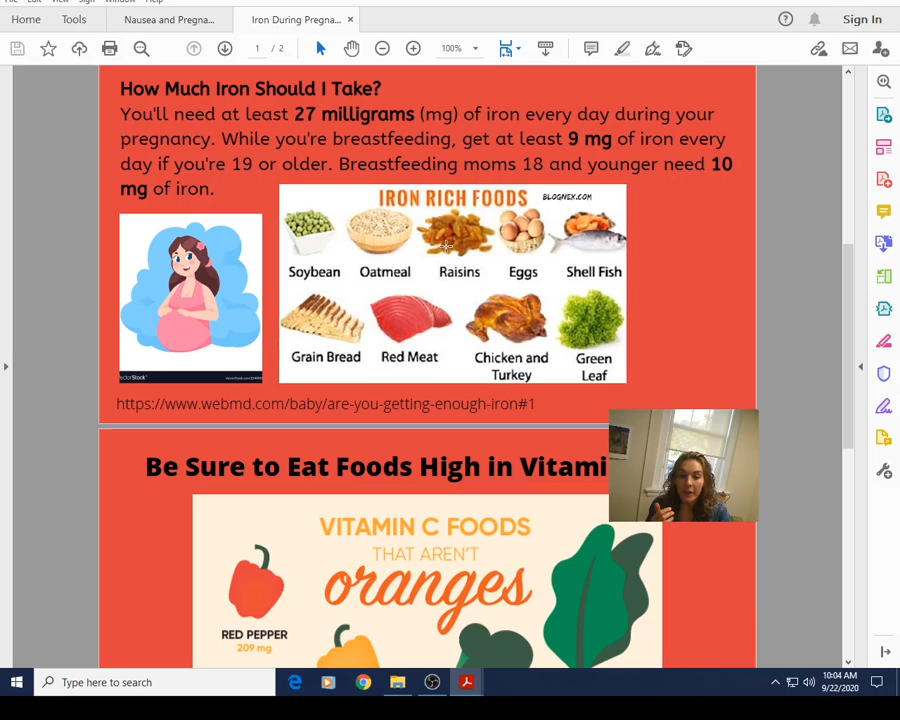 Home
Tools
Nausea and Pregna...
Iron During Pregna... ×
Sign In
1 / 2
100%
How Much Iron Should I Take?
You'll need at least 27 milligrams (mg) of iron every day during your
pregnancy. While you're breastfeeding, get at least 9 mg of iron every
day if you're 19 or older. Breastfeeding moms 18 and younger need 10
mg of iron.
IRON RICH FOODS BLOGNEX.COM
Soybean Oatmeal Raisins Eggs Shell Fish
Grain Bread Red Meat Chicken and Turkey Green Leaf
VectorStock
https://www.webmd.com/baby/are-you-getting-enough-iron#1
Be Sure to Eat Foods High in Vitami
VITAMIN C FOODS
THAT AREN'T
oranges
RED PEPPER
209 mg
Type here to search
10:04 AM
9/22/2020